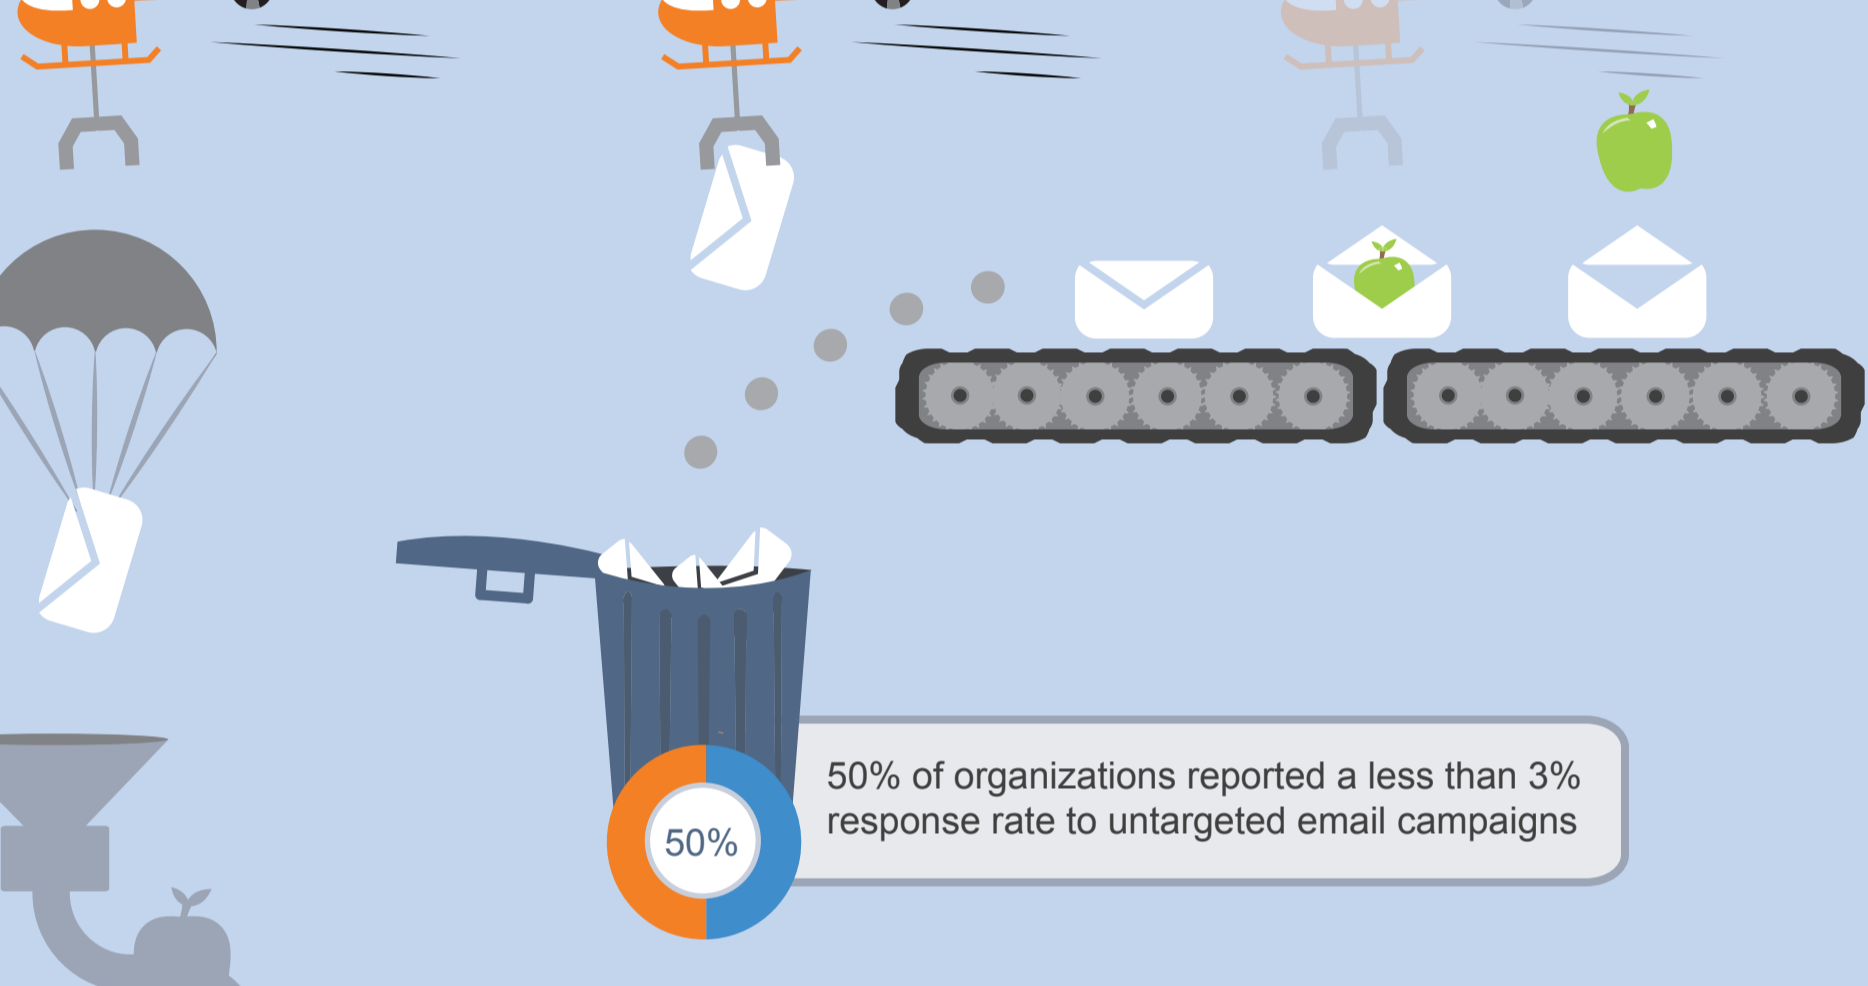 50% of organizations reported a less than 3%
response rate to untargeted email campaigns
50%